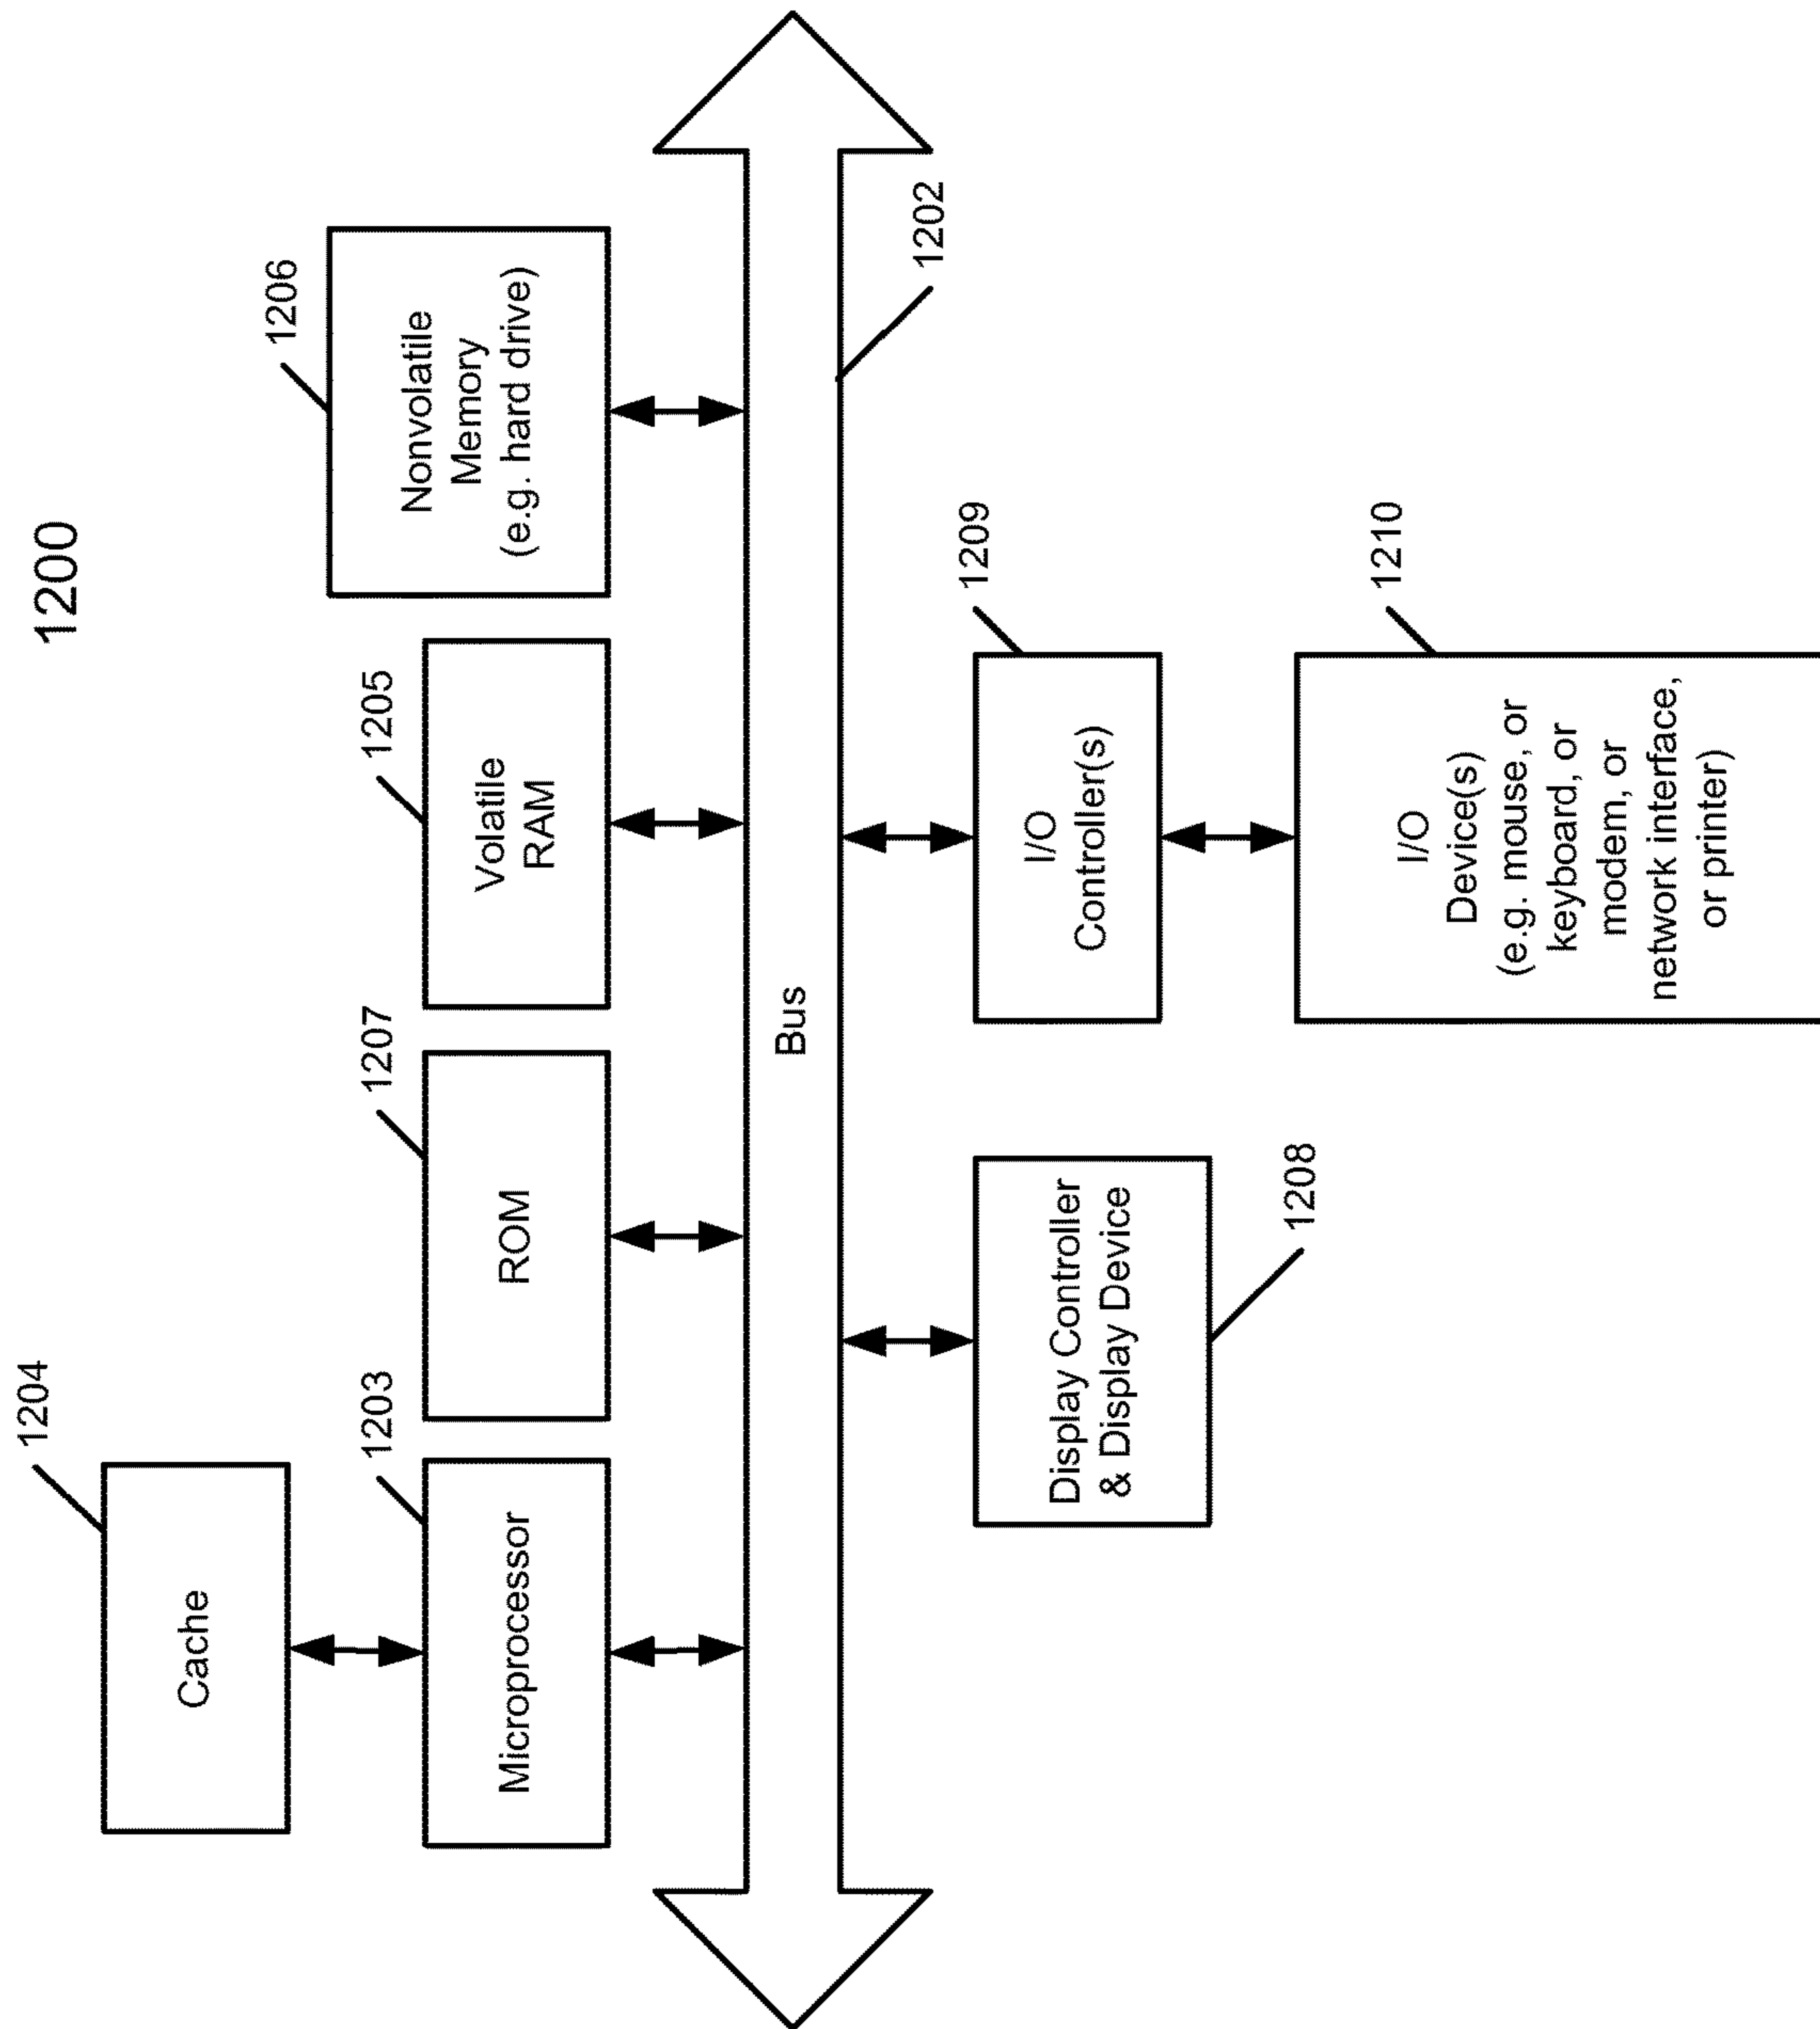 1200
1204
Cache
1203
Microprocessor
1207
ROM
1205
Volatile
RAM
1206
Nonvolatile
Memory
(e.g. hard drive)
Bus
1202
Display Controller
& Display Device
1208
1209
I/O
Controller(s)
1210
I/O
Device(s)
(e.g. mouse, or
keyboard, or
modem, or
network interface,
or printer)